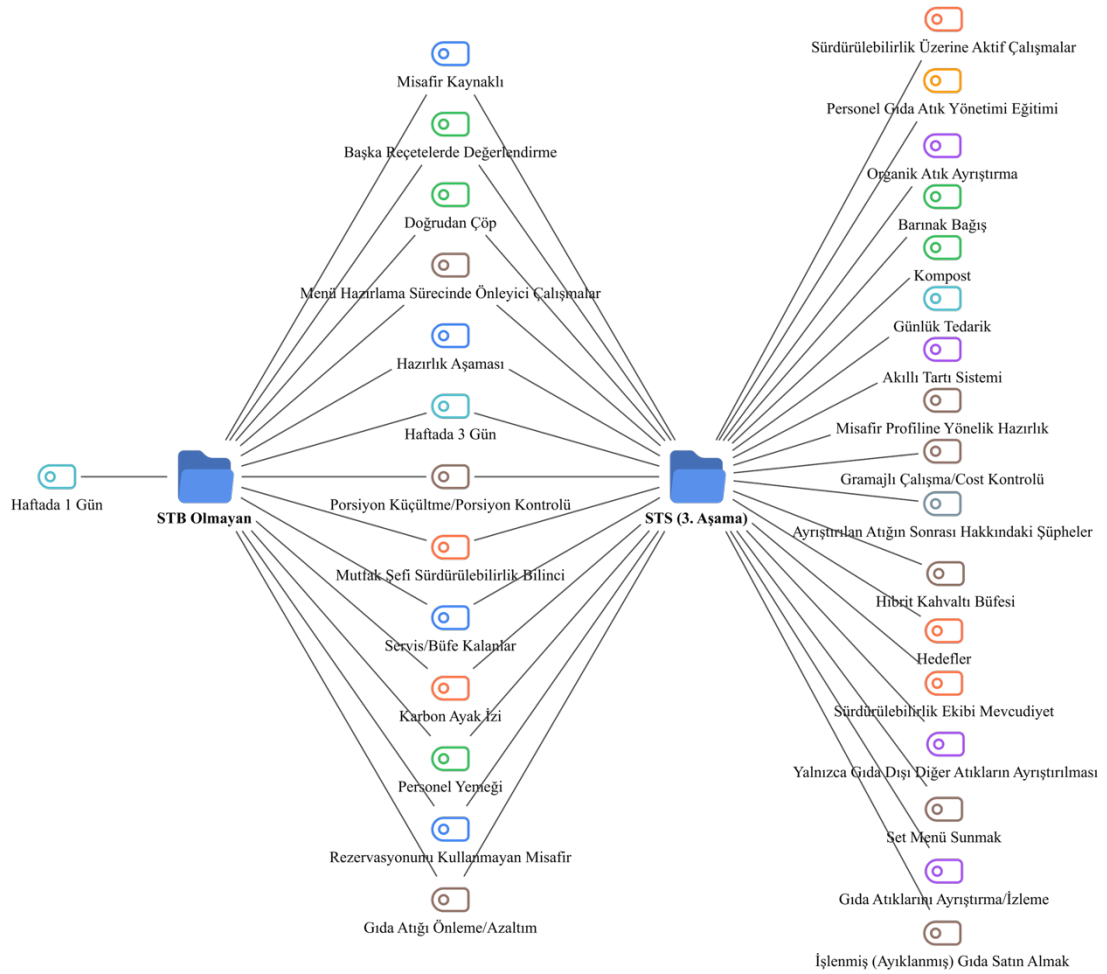 Misafir Kaynaklı
Başka Reçetelerde Değerlendirme
Doğrudan Çöp
Menü Hazırlama Sürecinde Önleyici Çalışmalar
Hazırlık Aşaması
Haftada 3 Gün
Porsiyon Küçültme/Porsiyon Kontrolü
Mutfak Şefi Sürdürülebilirlik Bilinci
Servis/Büfe Kalanlar
Karbon Ayak İzi
Personel Yemeği
Rezervasyonunu Kullanmayan Misafir
Gıda Atığı Önleme/Azaltım
Haftada 1 Gün
STB Olmayan
STS (3. Aşama)
Sürdürülebilirlik Üzerine Aktif Çalışmalar
Personel Gıda Atık Yönetimi Eğitimi
Organik Atık Ayrıştırma
Barınak Bağış
Kompost
Günlük Tedarik
Akıllı Tartı Sistemi
Misafir Profiline Yönelik Hazırlık
Gramajlı Çalışma/Cost Kontrolü
Ayrıştırılan Atığın Sonrası Hakkındaki Şüpheler
Hibrit Kahvaltı Büfesi
Hedefler
Sürdürülebilirlik Ekibi Mevcudiyet
Yalnızca Gıda Dışı Diğer Atıkların Ayrıştırılması
Set Menü Sunmak
Gıda Atıklarını Ayrıştırma/İzleme
İşlenmiş (Ayıklanmış) Gıda Satın Almak